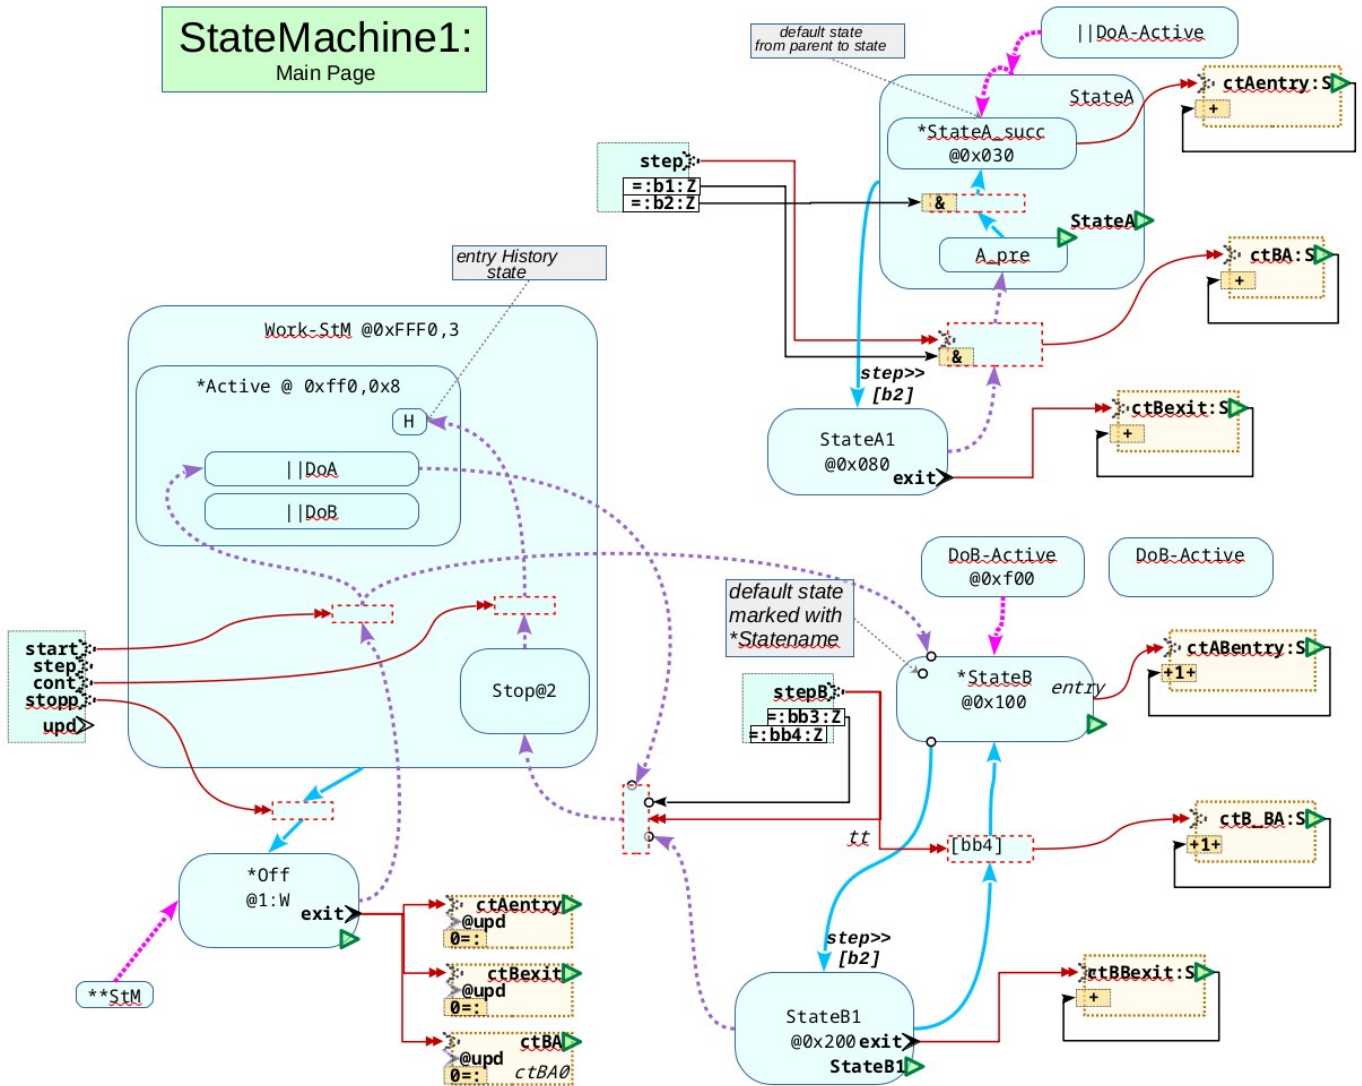 StateMachine1:
Main Page
default state
from parent to state
||DoA-Active
StateA
ctAentry:S
+
*StateA_succ
@0x030
step
=:b1:Z
=:b2:Z
&
StateA
A_pre
ctBA:S
+
entry History
state
Work-StM @0xFFF0,3
*Active @ 0xff0,0x8
H
||DoA
||DoB
&
step>>
[b2]
StateA1
@0x080
exit
ctBexit:S
+
DoB-Active
@0xf00
DoB-Active
default state
marked with
*Statename
start
step
cont
stopp
upd
Stop@2
stepB
=:bb3:Z
=:bb4:Z
*StateB
@0x100
entry
ctABentry:S
+1+
tt
[bb4]
ctB_BA:S
+1+
*Off
@1:W
exit
**StM
ctAentry
@upd
0=:
ctBexit
@upd
0=:
ctBA
@upd
0=:
ctBA0
step>>
[b2]
StateB1
@0x200
exit
StateB1
ctBBexit:S
+